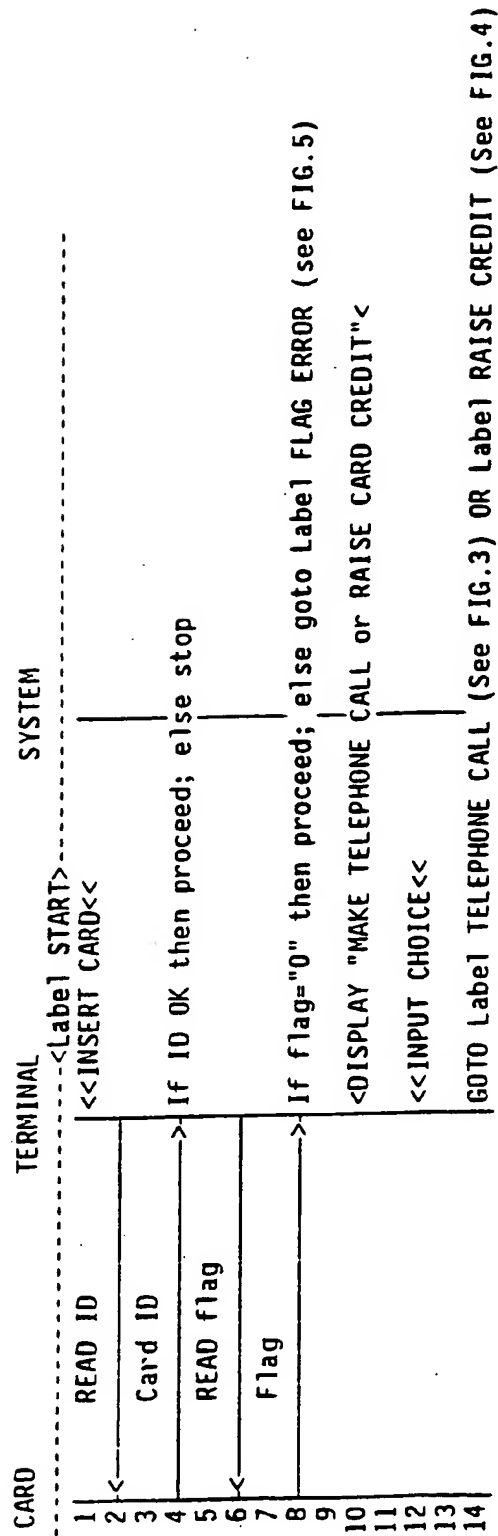 CARD TERMINAL SYSTEM
<Label START>
1 READ ID <<INSERT CARD<<
2
3 Card ID
4 If ID OK then proceed; else stop
5 READ flag
6
7 Flag
8 If flag="0" then proceed; else goto Label FLAG ERROR (see FIG.5)
9
10 <DISPLAY "MAKE TELEPHONE CALL or RAISE CARD CREDIT"<
11
12 <<INPUT CHOICE<<
13
14 GOTO Label TELEPHONE CALL (See FIG.3) OR Label RAISE CREDIT (See FIG.4)